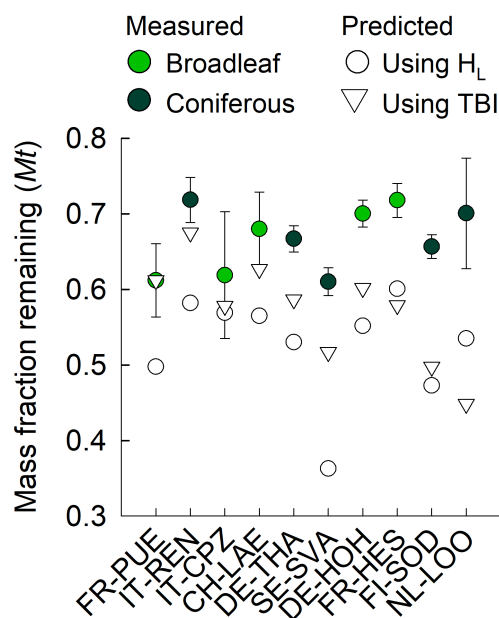 Measured Predicted
Broadleaf Using H_L
Coniferous Using TBI
Mass fraction remaining (Mt)
0.8
0.7
0.6
0.5
0.4
0.3
FR-PUE
IT-REN
IT-CPZ
CH-LAE
DE-THA
SE-SVA
DE-HOH
FR-HES
FI-SOD
NL-LOO